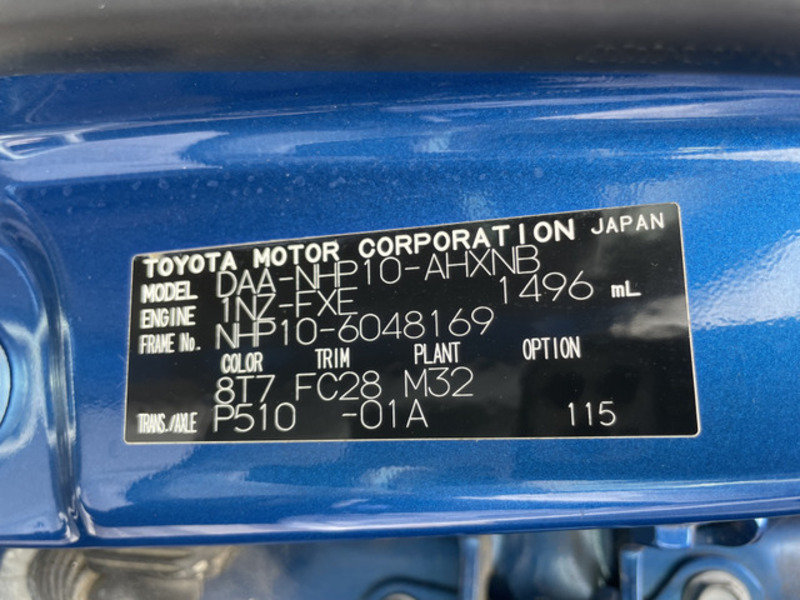 TOYOTA MOTOR CORPORATION JAPAN
MODEL DAA-NHP10-AHXNB
ENGINE 1NZ-FXE 1496 mL
FRAME No. NHP10-6048169
COLOR TRIM PLANT OPTION
8T7 FC28 M32
TRANS./AXLE P510 -01A 115